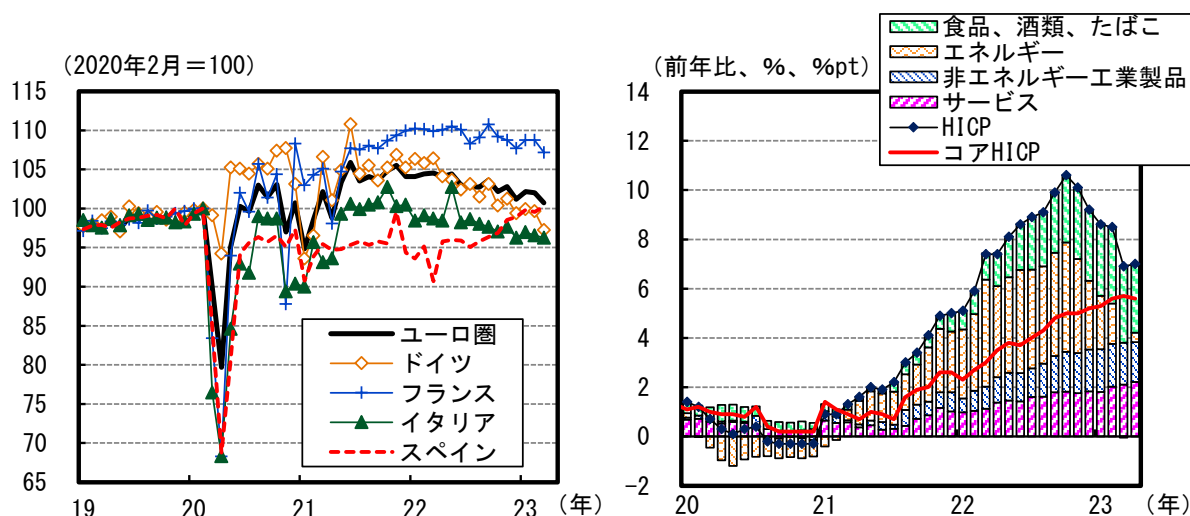 （2020年2月＝100）
115
110
105
100
95
90
85
80
75
70
65
19
20
21
22
23
（年）
ユーロ圏
ドイツ
フランス
イタリア
スペイン
（前年比、％、％pt）
14
12
10
8
6
4
2
0
−2
20
21
22
23
（年）
食品、酒類、たばこ
エネルギー
非エネルギー工業製品
サービス
HICP
コアHICP